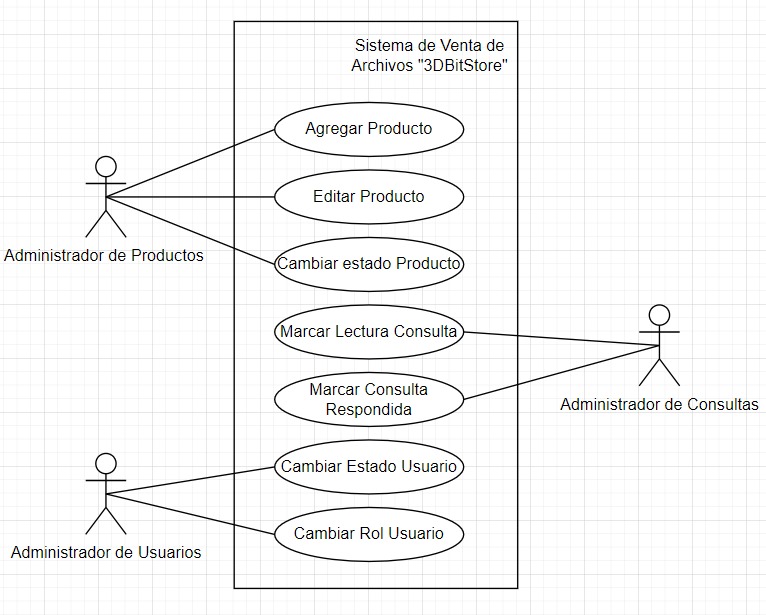 Sistema de Venta de
Archivos "3DBitStore"
Agregar Producto
Editar Producto
Administrador de Productos
Cambiar estado Producto
Marcar Lectura Consulta
Marcar Consulta
Respondida
Administrador de Consultas
Cambiar Estado Usuario
Cambiar Rol Usuario
Administrador de Usuarios